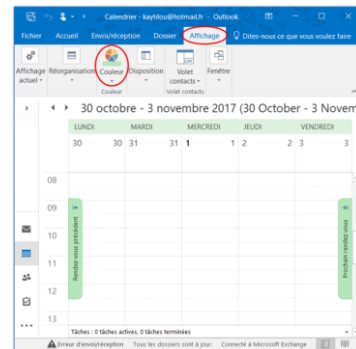 Calendrier - kaytilou@hotmail.fr - Outlook
Fichier Accueil Envoi/réception Dossier Affichage Dites-nous ce que vous voulez faire
Affichage actuel Réorganisation Couleur Disposition Volet contacts Fenêtre
Couleur Volet contacts
30 octobre - 3 novembre 2017 (30 October - 3 Novem
LUNDI MARDI MERCREDI JEUDI VENDREDI
30 30 31 31 1 1 2 2 3 3
08
09
10
11
12
13
Rendez-vous précédent
Prochain rendez-vous
Tâches : 0 tâches actives, 0 tâches terminées
Erreur d'envoi/réception Tous les dossiers sont à jour. Connecté à Microsoft Exchange